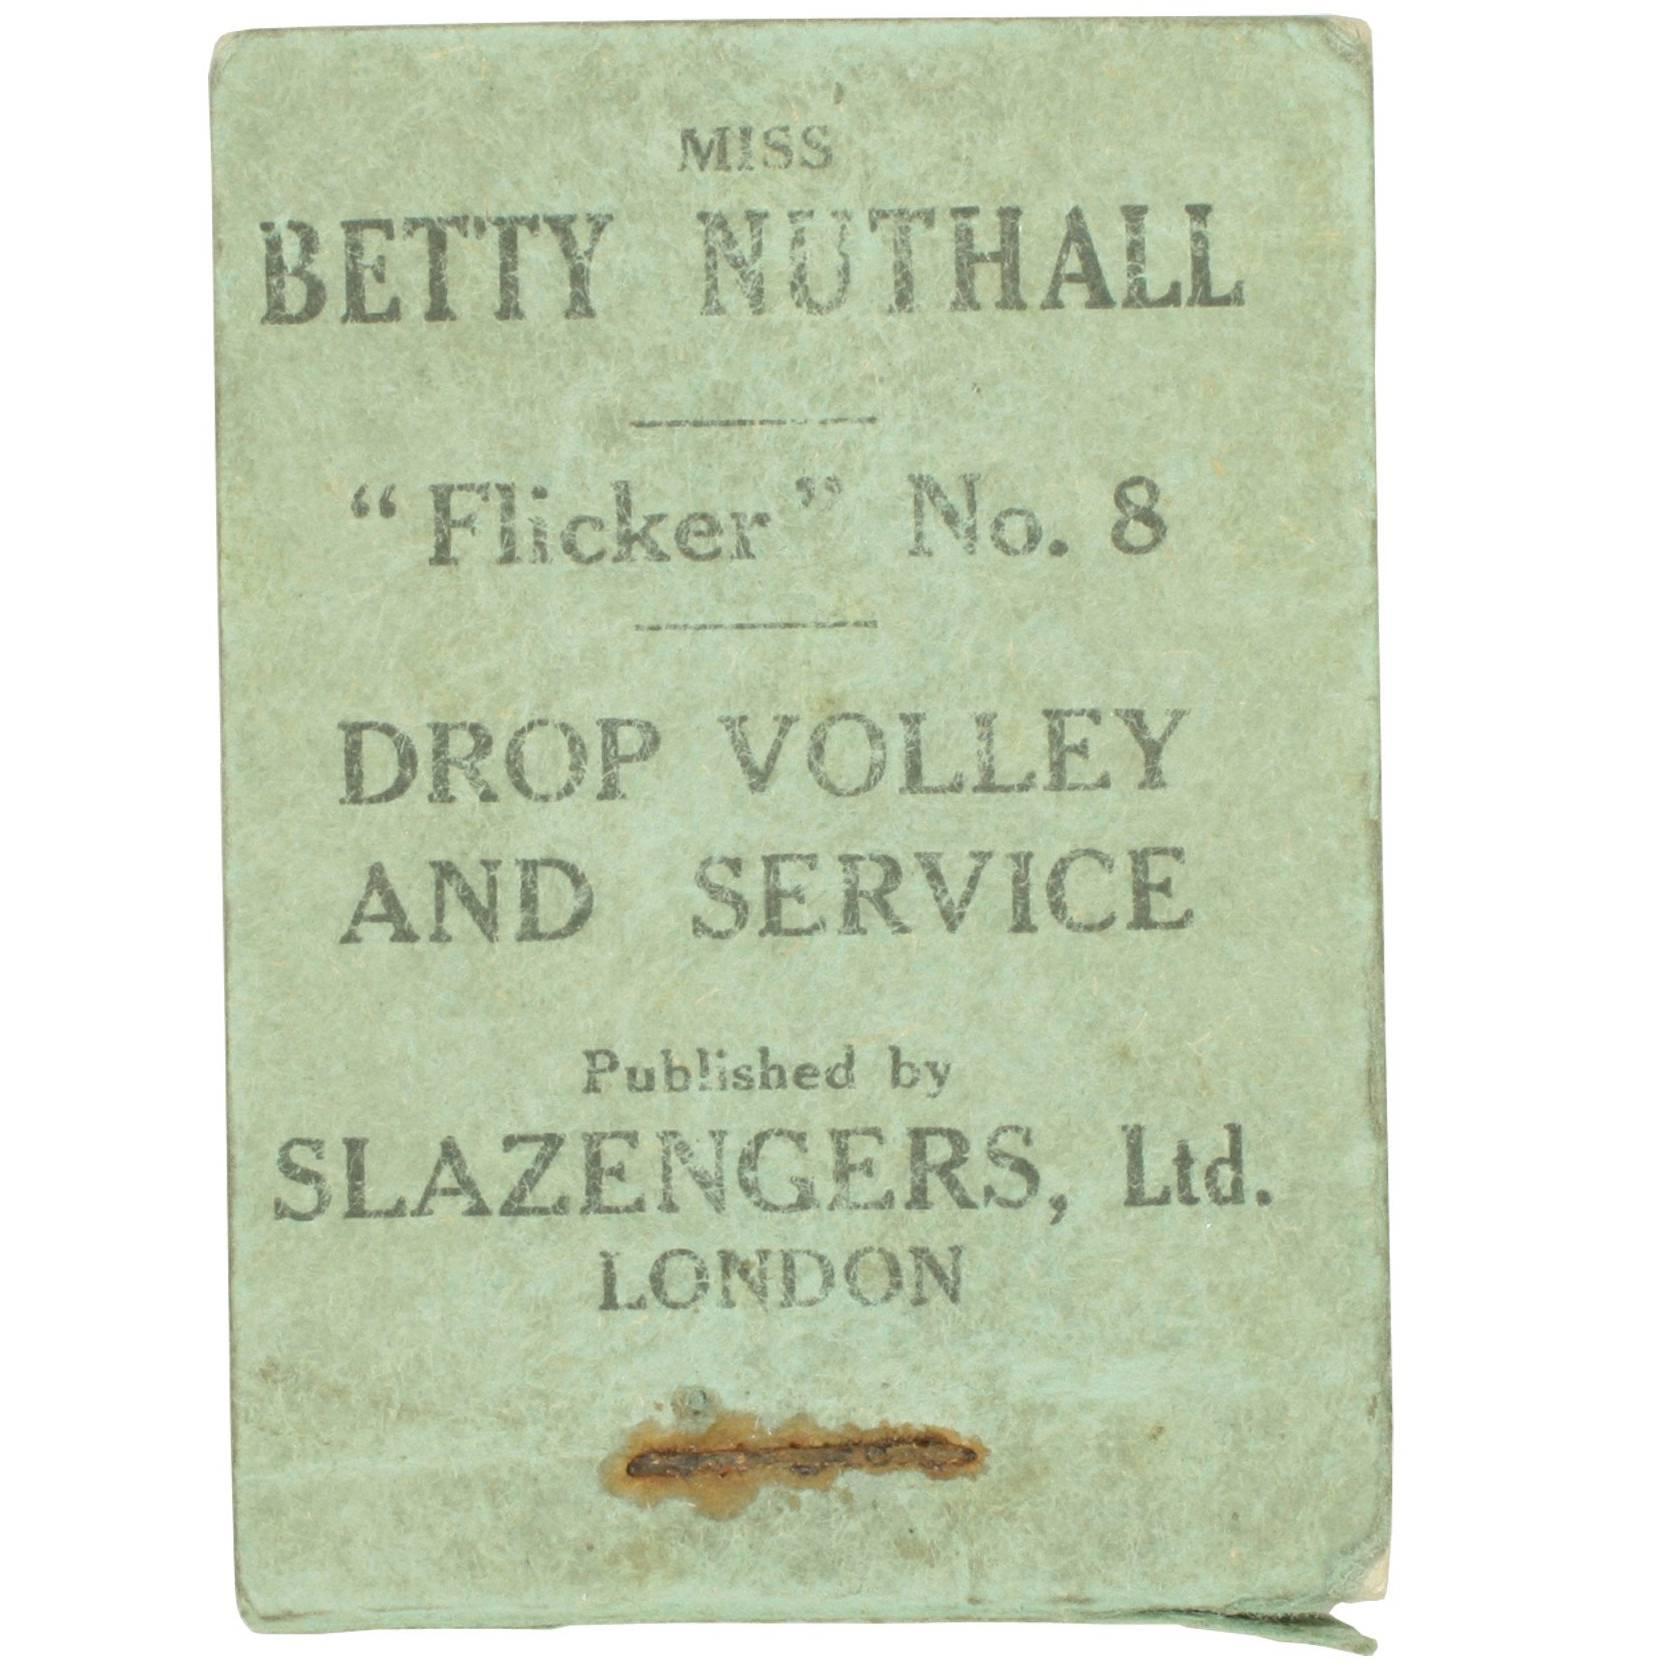 MISS
BETTY NUTHALL
“Flicker” No. 8
DROP VOLLEY
AND SERVICE
Published by
SLAZENGERS, Ltd.
LONDON